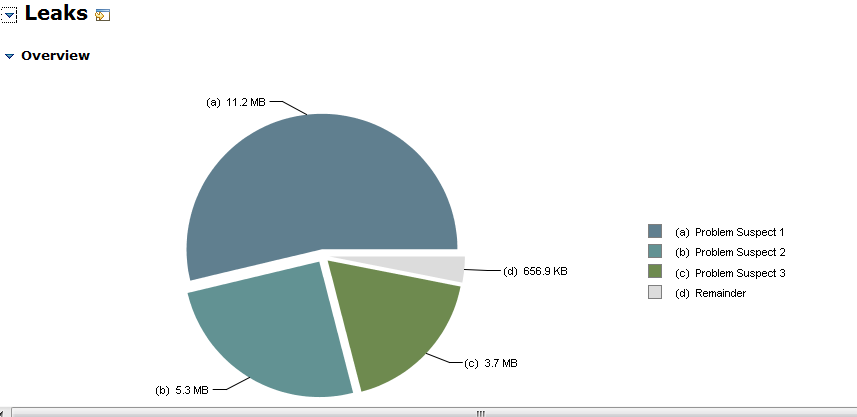 Leaks
Overview
(a) 11.2 MB
(d) 656.9 KB
(c) 3.7 MB
(b) 5.3 MB
(a) Problem Suspect 1
(b) Problem Suspect 2
(c) Problem Suspect 3
(d) Remainder